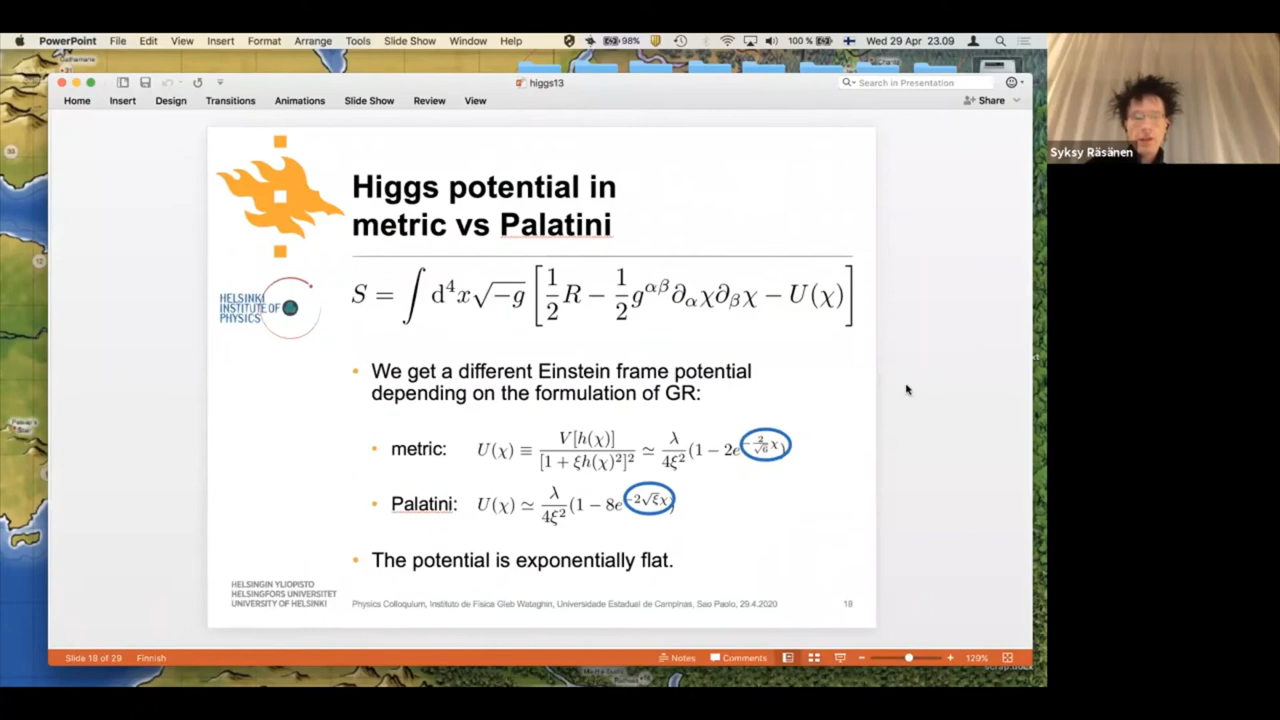 PowerPoint File Edit View Insert Format Arrange Tools Slide Show Window Help 98% 100 % Wed 29 Apr 23.09
higgs13
Search in Presentation
Home Insert Design Transitions Animations Slide Show Review View
Share
Syksy Räsänen
Higgs potential in
metric vs Palatini
S = ∫ d⁴x√−g [ 1/2 R − 1/2 g^{αβ} ∂_α χ ∂_β χ − U(χ) ]
HELSINKI
INSTITUTE OF
PHYSICS
• We get a different Einstein frame potential
depending on the formulation of GR:
• metric: U(χ) ≡ V[h(χ)] / [1 + ξh(χ)²]² ≃ λ/4ξ² (1 − 2e^{−2/√6 χ})
• Palatini: U(χ) ≃ λ/4ξ² (1 − 8e^{−2√ξχ})
• The potential is exponentially flat.
HELSINGIN YLIOPISTO
HELSINGFORS UNIVERSITET
UNIVERSITY OF HELSINKI
Physics Colloquium, Instituto de Física Gleb Wataghin, Universidade Estadual de Campinas, Sao Paolo, 29.4.2020 18
Slide 18 of 29 Finnish Notes Comments 129%